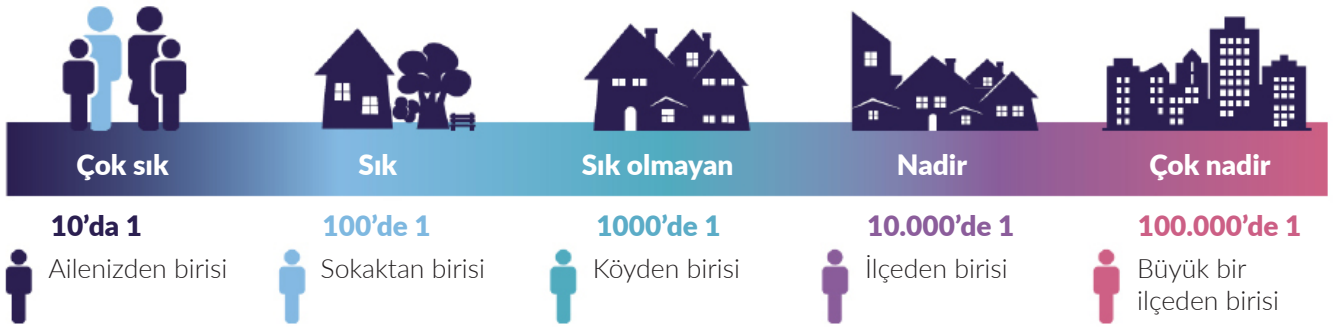 Çok sık
Sık
Sık olmayan
Nadir
Çok nadir
10’da 1
100’de 1
1000’de 1
10.000’de 1
100.000’de 1
Ailenizden birisi
Sokaktan birisi
Köyden birisi
İlçeden birisi
Büyük bir
ilçeden birisi